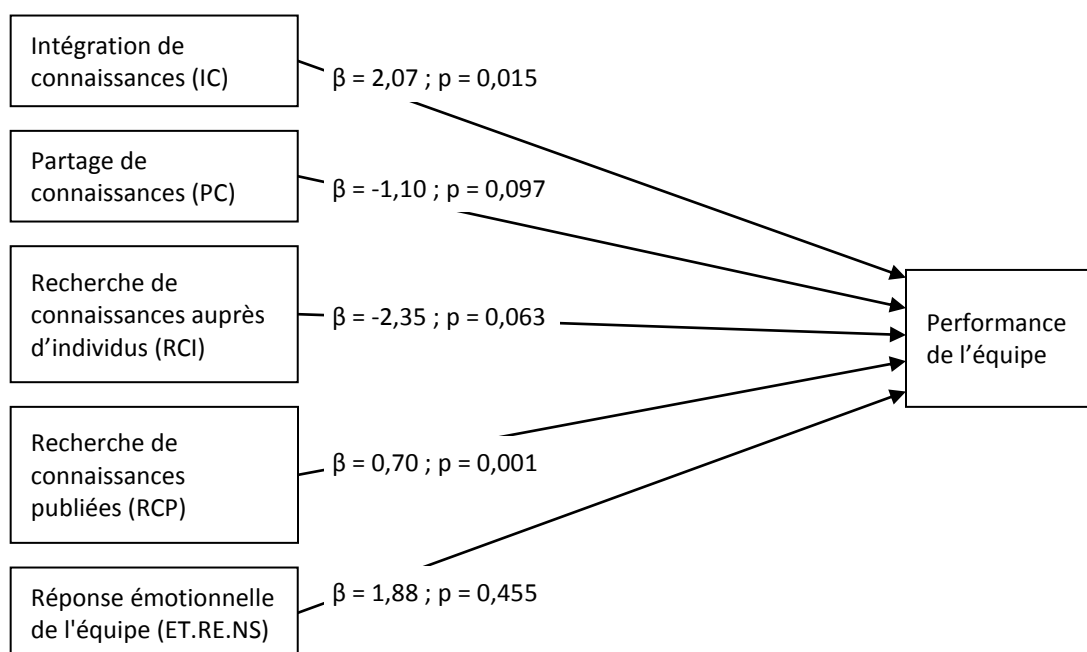 Intégration de
connaissances (IC)
β = 2,07 ; p = 0,015
Partage de
connaissances (PC)
β = -1,10 ; p = 0,097
Recherche de
connaissances auprès
d’individus (RCI)
β = -2,35 ; p = 0,063
Performance
de l’équipe
Recherche de
connaissances
publiées (RCP)
β = 0,70 ; p = 0,001
Réponse émotionnelle
de l'équipe (ET.RE.NS)
β = 1,88 ; p = 0,455